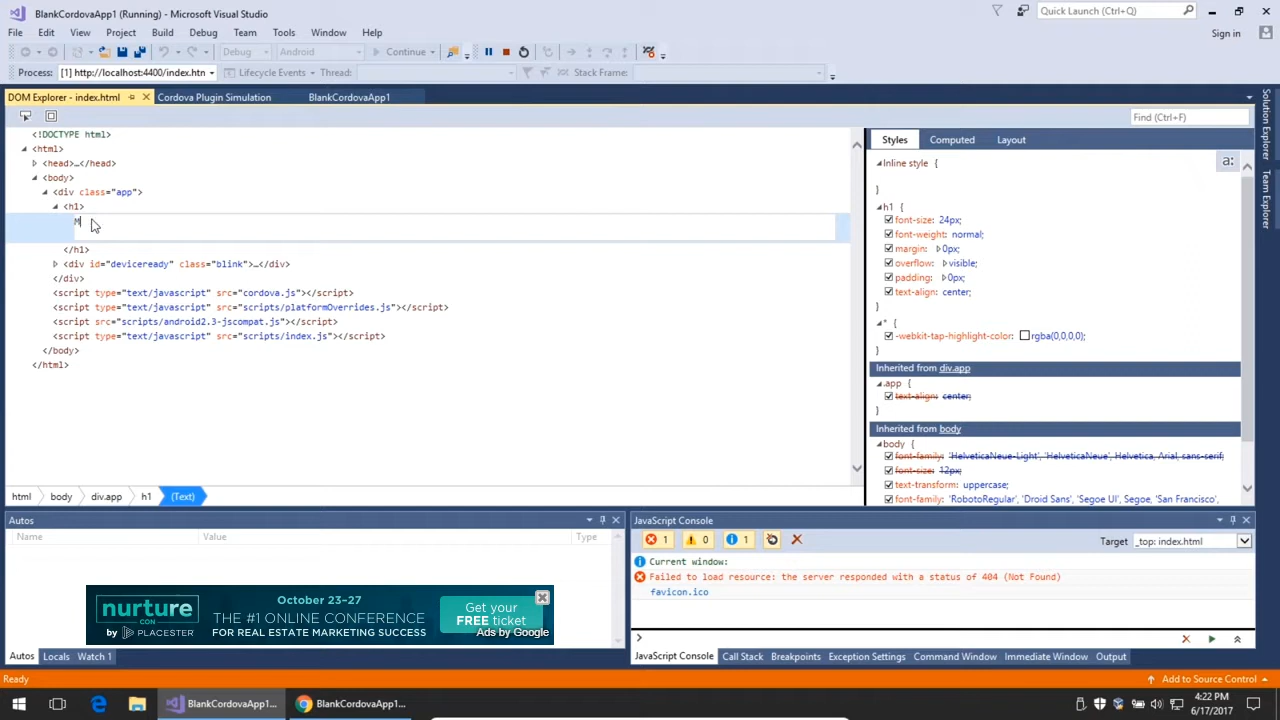 BlankCordovaApp1 (Running) - Microsoft Visual Studio
Quick Launch (Ctrl+Q)
File Edit View Project Build Debug Team Tools Window Help
Sign in
Debug Android Continue
Process: [1] http://localhost:4400/index.htn Lifecycle Events Thread: Stack Frame:
DOM Explorer - index.html Cordova Plugin Simulation BlankCordovaApp1
Find (Ctrl+F)
<!DOCTYPE html>
<html>
<head>…</head>
<body>
<div class="app">
<h1>
M
</h1>
<div id="deviceready" class="blink">…</div>
</div>
<script type="text/javascript" src="cordova.js"></script>
<script type="text/javascript" src="scripts/platformOverrides.js"></script>
<script src="scripts/android2.3-jscompat.js"></script>
<script type="text/javascript" src="scripts/index.js"></script>
</body>
</html>
html body div.app h1 (Text)
Styles Computed Layout
Inline style {
a:
}
h1 {
font-size: 24px;
font-weight: normal;
margin: 0px;
overflow: visible;
padding: 0px;
text-align: center;
}
* {
-webkit-tap-highlight-color: rgba(0,0,0,0);
}
Inherited from div.app
.app {
text-align: center;
}
Inherited from body
body {
font-family: 'HelveticaNeue-Light', 'HelveticaNeue', Helvetica, Arial, sans-serif;
font-size: 12px;
text-transform: uppercase;
font-family: 'RobotoRegular', 'Droid Sans', 'Segoe UI', Segoe, 'San Francisco',
Solution Explorer
Team Explorer
Autos
Name Value Type
nurture
CON
by PLACESTER
October 23-27
THE #1 ONLINE CONFERENCE
FOR REAL ESTATE MARKETING SUCCESS
Get your
FREE ticket
Ads by Google
Autos Locals Watch 1
JavaScript Console
1 0 1 Target _top: index.html
Current window:
Failed to load resource: the server responded with a status of 404 (Not Found)
favicon.ico
JavaScript Console Call Stack Breakpoints Exception Settings Command Window Immediate Window Output
Ready
Add to Source Control
BlankCordovaApp1... BlankCordovaApp1...
4:22 PM
6/17/2017